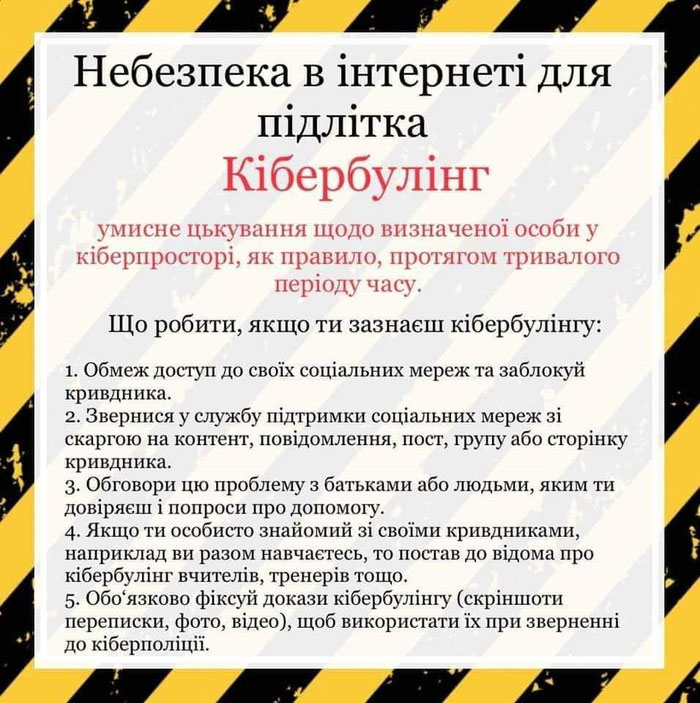 Небезпека в інтернеті для
підлітка
Кібербулінг
умисне цькування щодо визначеної особи у
кіберпросторі, як правило, протягом тривалого
періоду часу.
Що робити, якщо ти зазнаєш кібербулінгу:
1. Обмеж доступ до своїх соціальних мереж та заблокуй
кривдника.
2. Звернися у службу підтримки соціальних мереж зі
скаргою на контент, повідомлення, пост, групу або сторінку
кривдника.
3. Обговори цю проблему з батьками або людьми, яким ти
довіряєш і попроси про допомогу.
4. Якщо ти особисто знайомий зі своїми кривдниками,
наприклад ви разом навчаєтесь, то постав до відома про
кібербулінг вчителів, тренерів тощо.
5. Обо‘язково фіксуй докази кібербулінгу (скріншоти
переписки, фото, відео), щоб використати їх при зверненні
до кіберполіції.